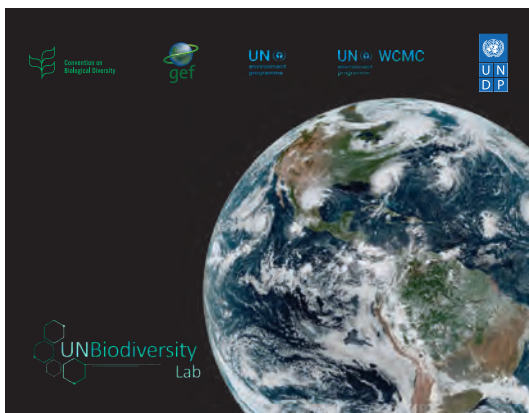 Convention on
Biological Diversity
gef
UN
environment
programme
UN WCMC
environment
programme
U N
D P
UNBiodiversity
Lab